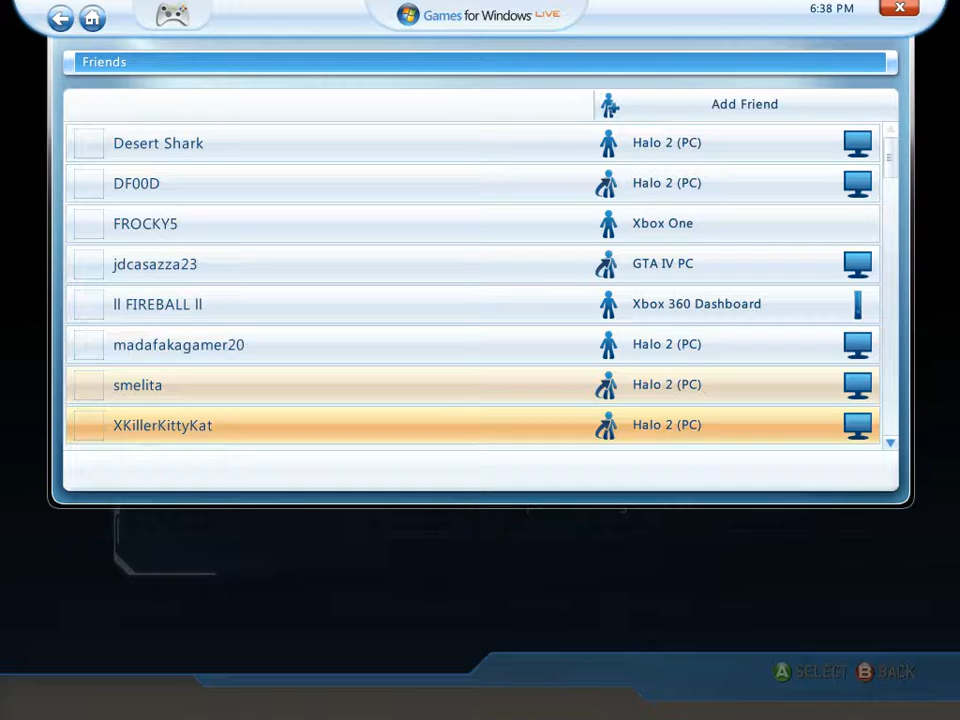 Games for Windows LIVE
6:38 PM
Friends
Add Friend
Desert Shark Halo 2 (PC)
DF00D Halo 2 (PC)
FROCKY5 Xbox One
jdcasazza23 GTA IV PC
ll FIREBALL ll Xbox 360 Dashboard
madafakagamer20 Halo 2 (PC)
smelita Halo 2 (PC)
XKillerKittyKat Halo 2 (PC)
A SELECT B BACK